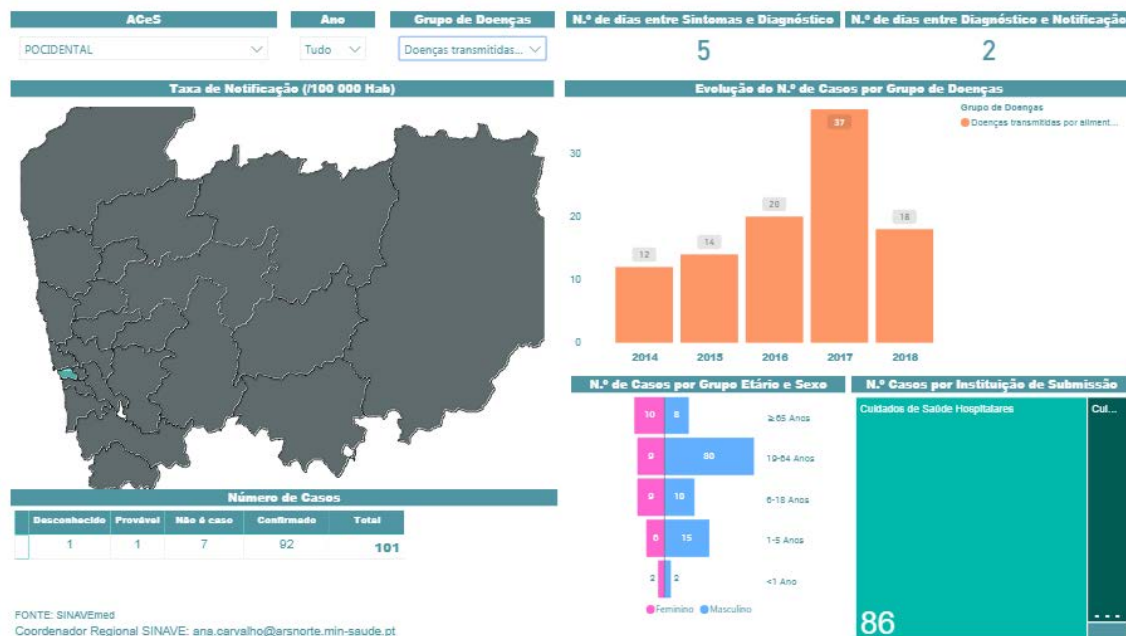 ACeS
Ano
Grupo de Doenças
POCIDENTAL
Tudo
Doenças transmitidas...
N.º de dias entre Sintomas e Diagnóstico
5
N.º de dias entre Diagnóstico e Notificação
2
Taxa de Notificação (/100 000 Hab)
Evolução do N.º de Casos por Grupo de Doenças
Grupo de Doenças
Doenças transmitidas por aliment...
30
20
10
0
12
14
20
37
18
2014
2015
2016
2017
2018
Número de Casos
Desconhecido Provável Não é caso Confirmado Total
1 1 7 92 101
N.º de Casos por Grupo Etário e Sexo
10 8 ≥65 Anos
9 30 19-64 Anos
9 10 6-18 Anos
6 15 1-5 Anos
2 2 <1 Ano
Feminino Masculino
N.º Casos por Instituição de Submissão
Cuidados de Saúde Hospitalares
Cui...
86
...
FONTE: SINAVEmed
Coordenador Regional SINAVE: ana.carvalho@arsnorte.min-saude.pt